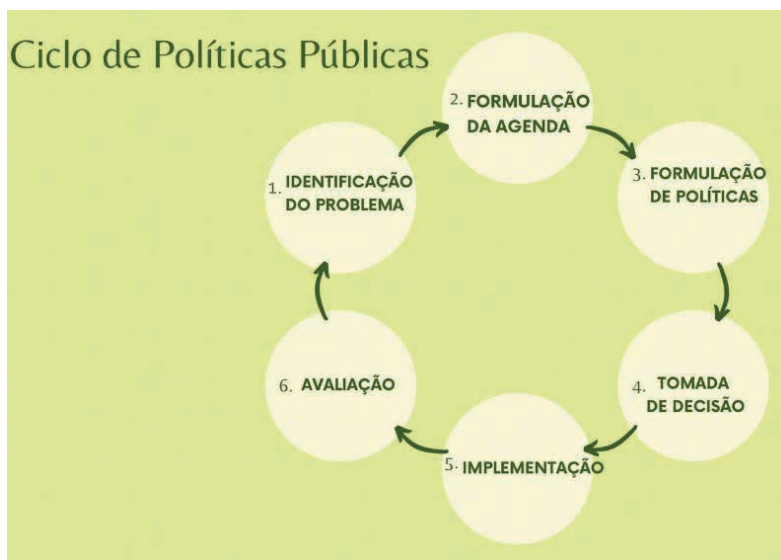 Ciclo de Políticas Públicas
1. IDENTIFICAÇÃO
DO PROBLEMA
2. FORMULAÇÃO
DA AGENDA
3. FORMULAÇÃO
DE POLÍTICAS
4. TOMADA
DE DECISÃO
5. IMPLEMENTAÇÃO
6. AVALIAÇÃO